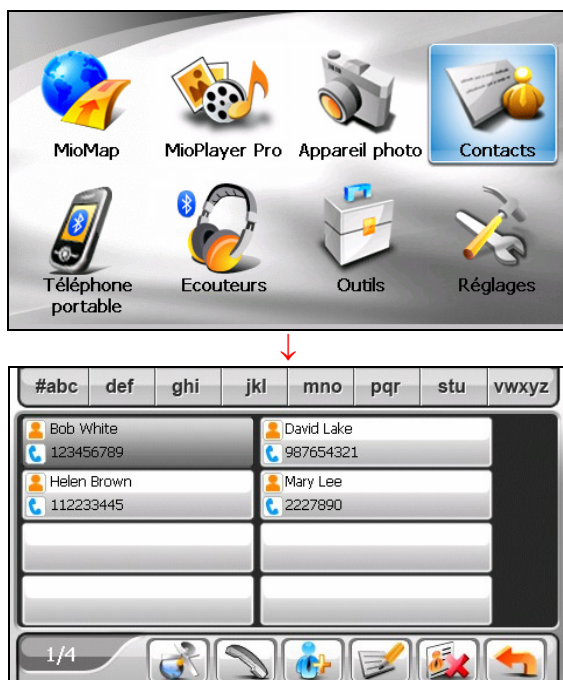 MioMap MioPlayer Pro Appareil photo Contacts
Téléphone portable Ecouteurs Outils Réglages
#abc def ghi jkl mno pqr stu vwxyz
Bob White David Lake
123456789 987654321
Helen Brown Mary Lee
112233445 2227890
1/4